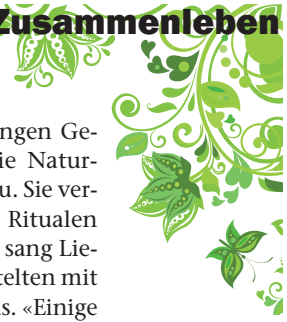 Zusammenleben
ngen Ge-
ie Natur-
u. Sie ver-
Ritualen
sang Lie-
telten mit
s. «Einige